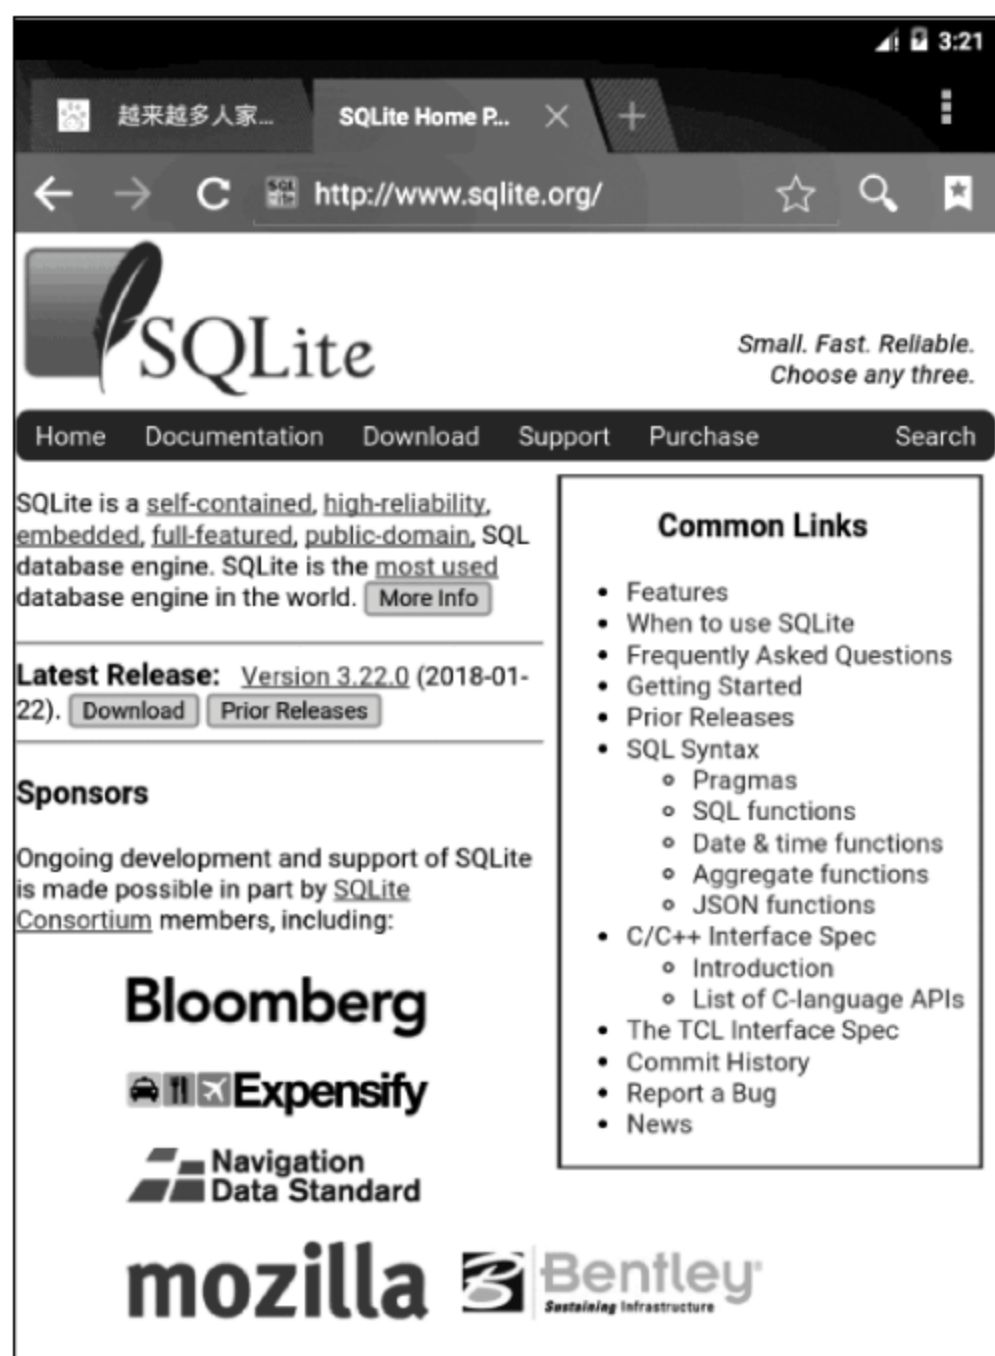 3:21
越来越多人家...
SQLite Home P...
http://www.sqlite.org/
SQLite
Small. Fast. Reliable.
Choose any three.
Home Documentation Download Support Purchase Search
SQLite is a self-contained, high-reliability,
embedded, full-featured, public-domain, SQL
database engine. SQLite is the most used
database engine in the world. More Info
Latest Release: Version 3.22.0 (2018-01-
22). Download Prior Releases
Sponsors
Ongoing development and support of SQLite
is made possible in part by SQLite
Consortium members, including:
Bloomberg
Expensify
Navigation
Data Standard
mozilla
Bentley
Sustaining Infrastructure
Common Links
Features
When to use SQLite
Frequently Asked Questions
Getting Started
Prior Releases
SQL Syntax
Pragmas
SQL functions
Date & time functions
Aggregate functions
JSON functions
C/C++ Interface Spec
Introduction
List of C-language APIs
The TCL Interface Spec
Commit History
Report a Bug
News